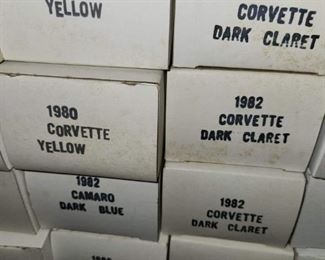 YELLOW
CORVETTE
DARK CLARET
1980
CORVETTE
YELLOW
1982
CORVETTE
DARK CLARET
1982
CAMARO
DARK BLUE
1982
CORVETTE
DARK CLARET